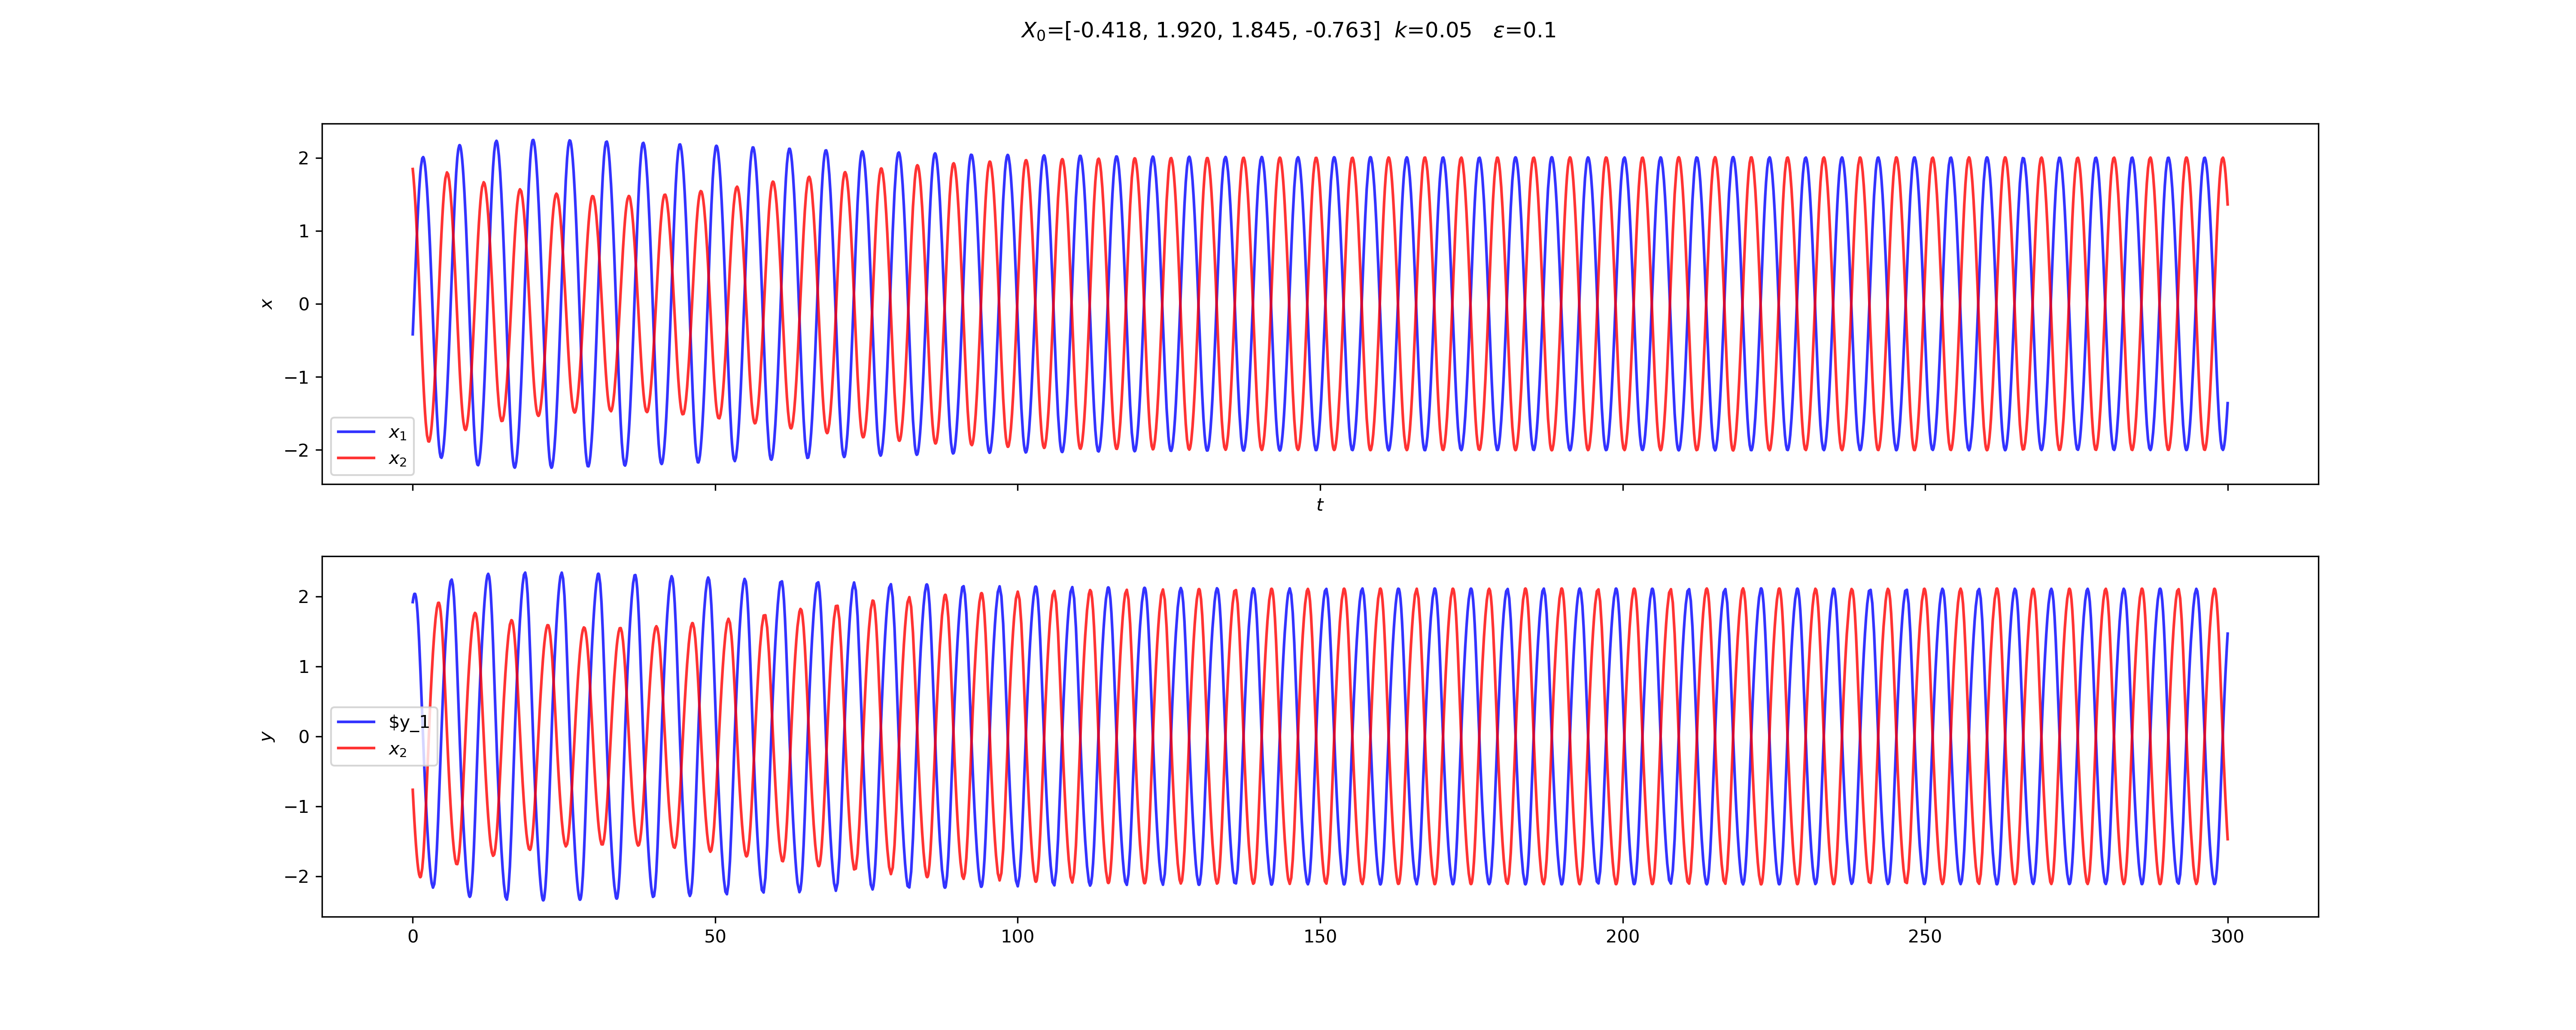 X₀=[-0.418, 1.920, 1.845, -0.763] k=0.05 ε=0.1
2
1
0
−1
−2
x
x₁
x₂
t
2
1
0
−1
−2
y
$y_1
x₂
0 50 100 150 200 250 300